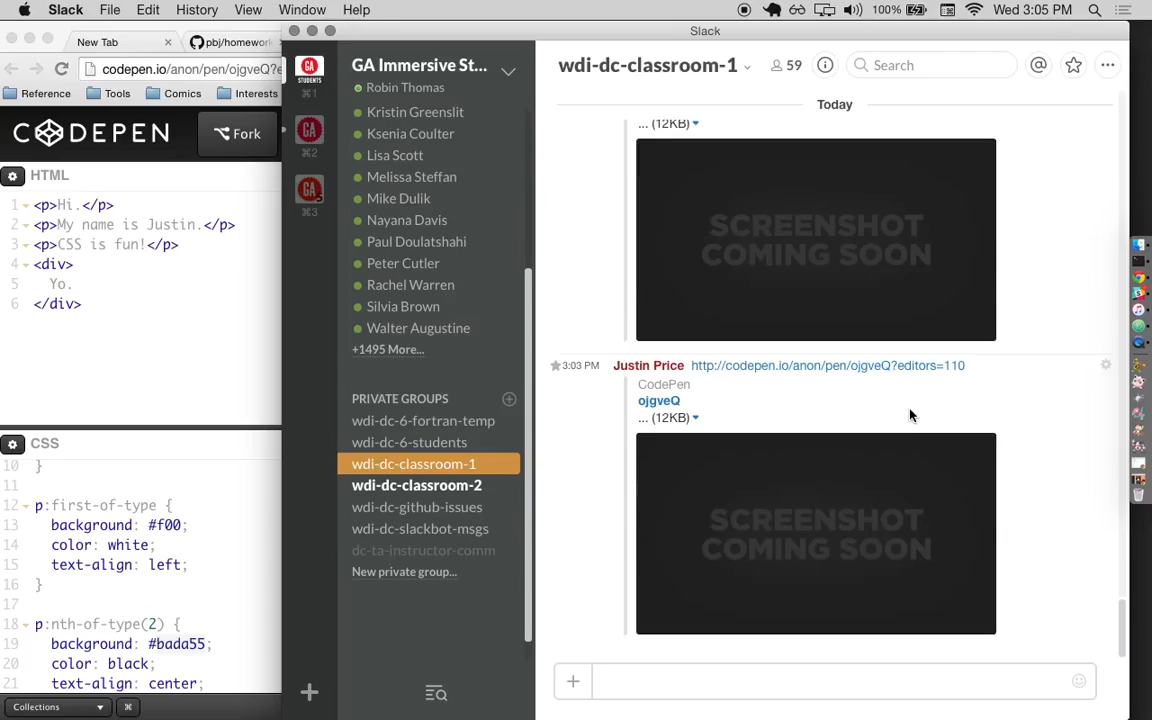 Slack File Edit History View Window Help 100% Wed 3:05 PM
New Tab
pbj/homework
codepen.io/anon/pen/ojgveQ?e
Reference Tools Comics Interests
CODEPEN Fork
HTML
1 <p>Hi.</p>
2 <p>My name is Justin.</p>
3 <p>CSS is fun!</p>
4 <div>
5 Yo.
6 </div>
CSS
10 }
11
12 p:first-of-type {
13 background: #f00;
14 color: white;
15 text-align: left;
16 }
17
18 p:nth-of-type(2) {
19 background: #bada55;
20 color: black;
21 text-align: center;
Collections ⌘
Slack
GA STUDENTS
⌘1
GA
⌘2
GA
⌘3
GA Immersive St...
Robin Thomas
Kristin Greenslit
Ksenia Coulter
Lisa Scott
Melissa Steffan
Mike Dulik
Nayana Davis
Paul Doulatshahi
Peter Cutler
Rachel Warren
Silvia Brown
Walter Augustine
+1495 More...
PRIVATE GROUPS
wdi-dc-6-fortran-temp
wdi-dc-6-students
wdi-dc-classroom-1
wdi-dc-classroom-2
wdi-dc-github-issues
wdi-dc-slackbot-msgs
dc-ta-instructor-comm
New private group...
wdi-dc-classroom-1 59 Search
Today
... (12KB)
SCREENSHOT
COMING SOON
3:03 PM Justin Price http://codepen.io/anon/pen/ojgveQ?editors=110
CodePen
ojgveQ
... (12KB)
SCREENSHOT
COMING SOON